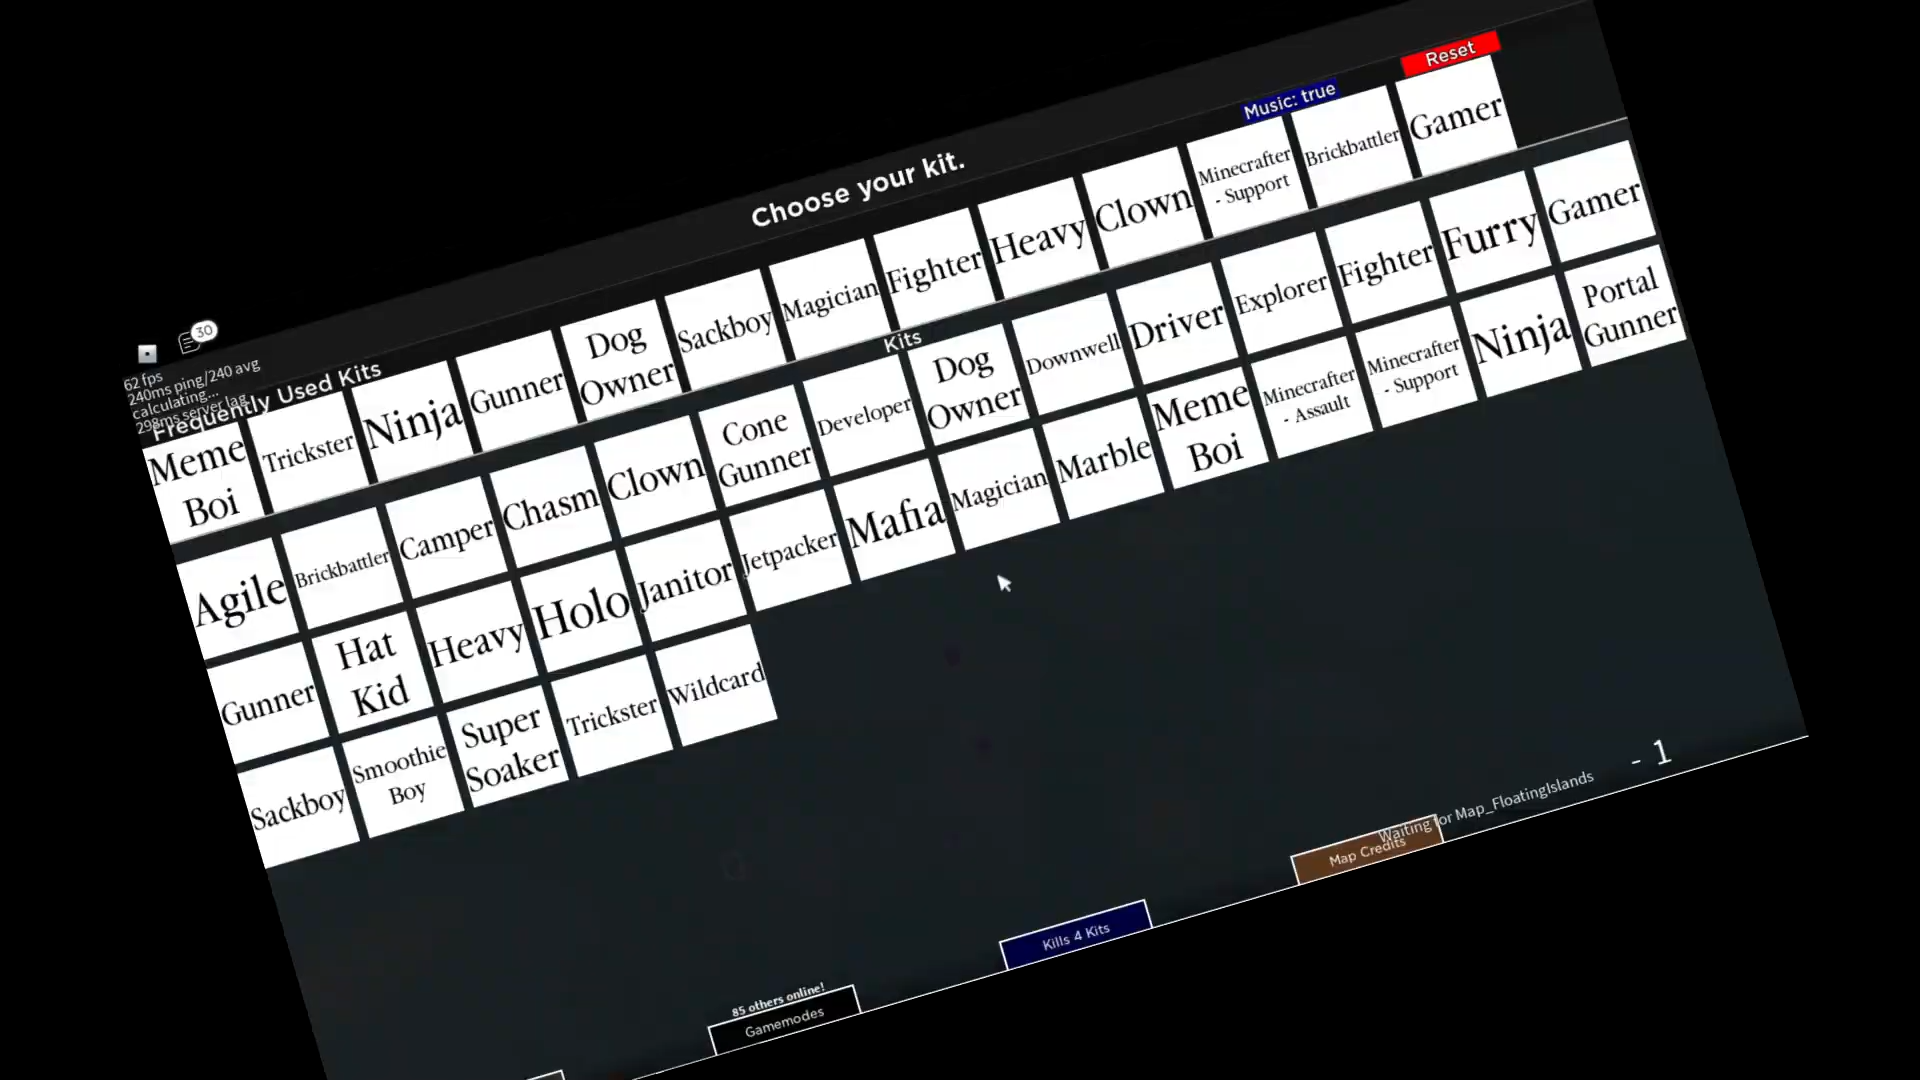 Reset
Music: true
Choose your kit.
30
62 fps
240ms ping/240 avg
calculating...
298ms server lag
Frequently Used Kits
Meme
Boi
Trickster
Ninja
Gunner
Dog
Owner
Sackboy
Magician
Fighter
Heavy
Clown
Minecrafter
- Support
Brickbattler
Gamer
Kits
Agile
Brickbattler
Camper
Chasm
Clown
Cone
Gunner
Developer
Dog
Owner
Downwell
Driver
Explorer
Fighter
Furry
Gamer
Gunner
Hat
Kid
Heavy
Holo
Janitor
Jetpacker
Mafia
Magician
Marble
Meme
Boi
Minecrafter
- Assault
Minecrafter
- Support
Ninja
Portal
Gunner
Sackboy
Smoothie
Boy
Super
Soaker
Trickster
Wildcard
- 1
Waiting for Map_FloatingIslands
Map Credits
Kills 4 Kits
85 others online!
Gamemodes